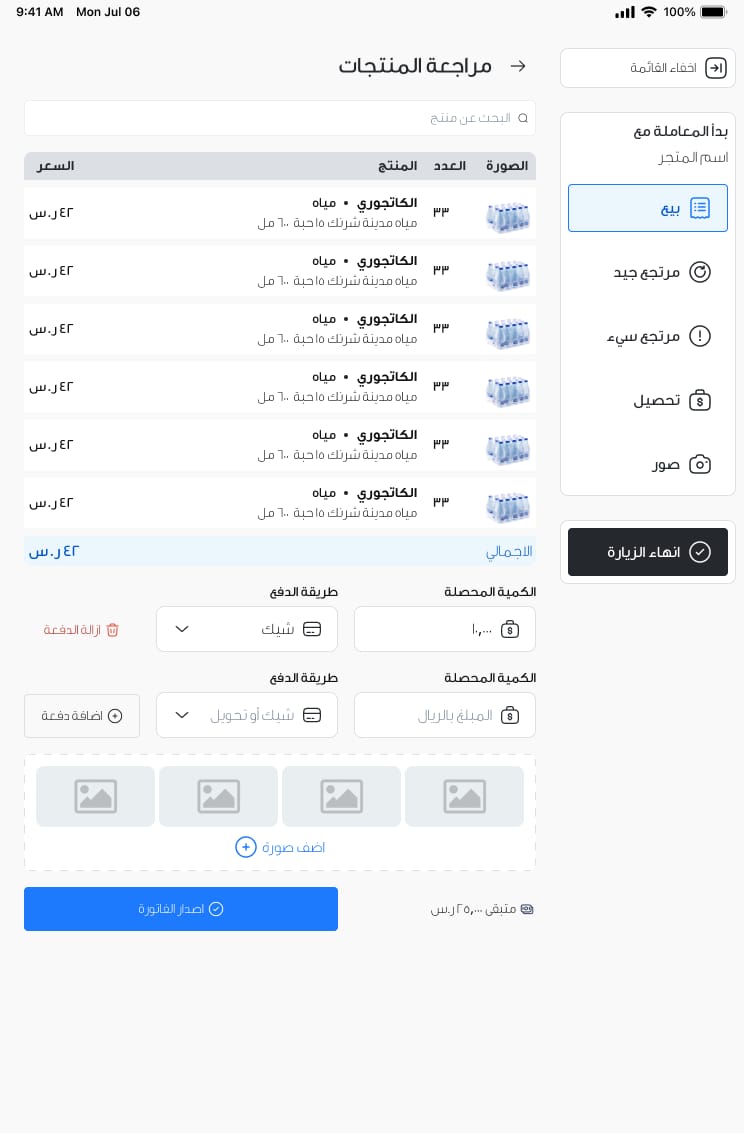 9:41 AM Mon Jul 06
100%
اخفاء القائمة
بدأ المعاملة مع
اسم المتجر
بيع
مرتجع جيد
مرتجع سيء
تحصيل
صور
انهاء الزيارة
مراجعة المنتجات
البحث عن منتج
الصورة العدد المنتج السعر
الكاتجوري • مياه
٣٣ ٤٢ ر.س
مياه مدينة شرنك ١٥ حبة ٦٠٠ مل
الكاتجوري • مياه
٣٣ ٤٢ ر.س
مياه مدينة شرنك ١٥ حبة ٦٠٠ مل
الكاتجوري • مياه
٣٣ ٤٢ ر.س
مياه مدينة شرنك ١٥ حبة ٦٠٠ مل
الكاتجوري • مياه
٣٣ ٤٢ ر.س
مياه مدينة شرنك ١٥ حبة ٦٠٠ مل
الكاتجوري • مياه
٣٣ ٤٢ ر.س
مياه مدينة شرنك ١٥ حبة ٦٠٠ مل
الكاتجوري • مياه
٣٣ ٤٢ ر.س
مياه مدينة شرنك ١٥ حبة ٦٠٠ مل
الاجمالي ٤٢ ر.س
الكمية المحصلة طريقة الدفع
١٠,٠٠٠ شيك ازالة الدفعة
الكمية المحصلة طريقة الدفع
المبلغ بالريال شيك أو تحويل اضافة دفعة
اضف صورة
متبقى ٢٥,٠٠٠ ر.س اصدار الفاتورة